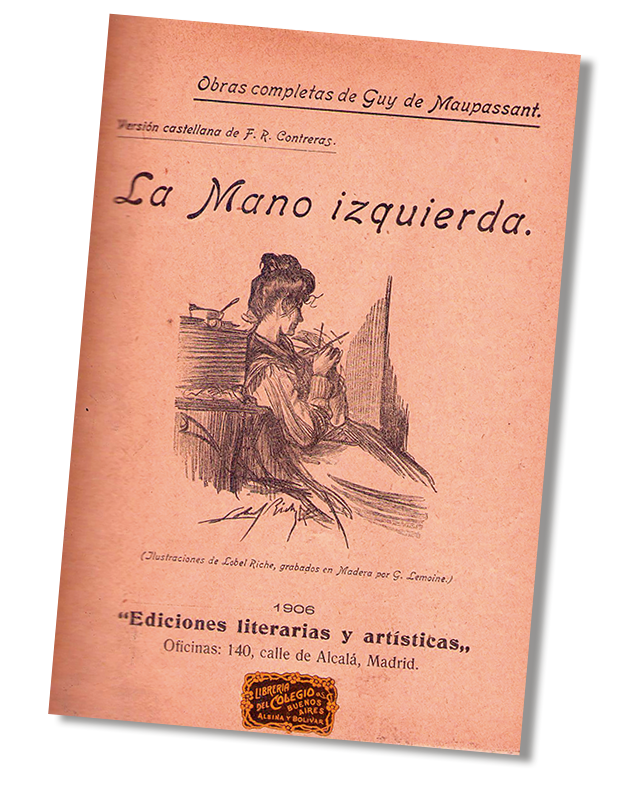 Obras completas de Guy de Maupassant.
Versión castellana de F. R. Contreras.
La Mano izquierda.
Lobel Riche
(Ilustraciones de Lobel Riche, grabados en Madera por G. Lemoine.)
1906
“Ediciones literarias y artísticas„
Oficinas: 140, calle de Alcalá, Madrid.
LIBRERIA
DEL COLEGIO
BUENOS
AIRES
ALSINA Y BOLIVAR